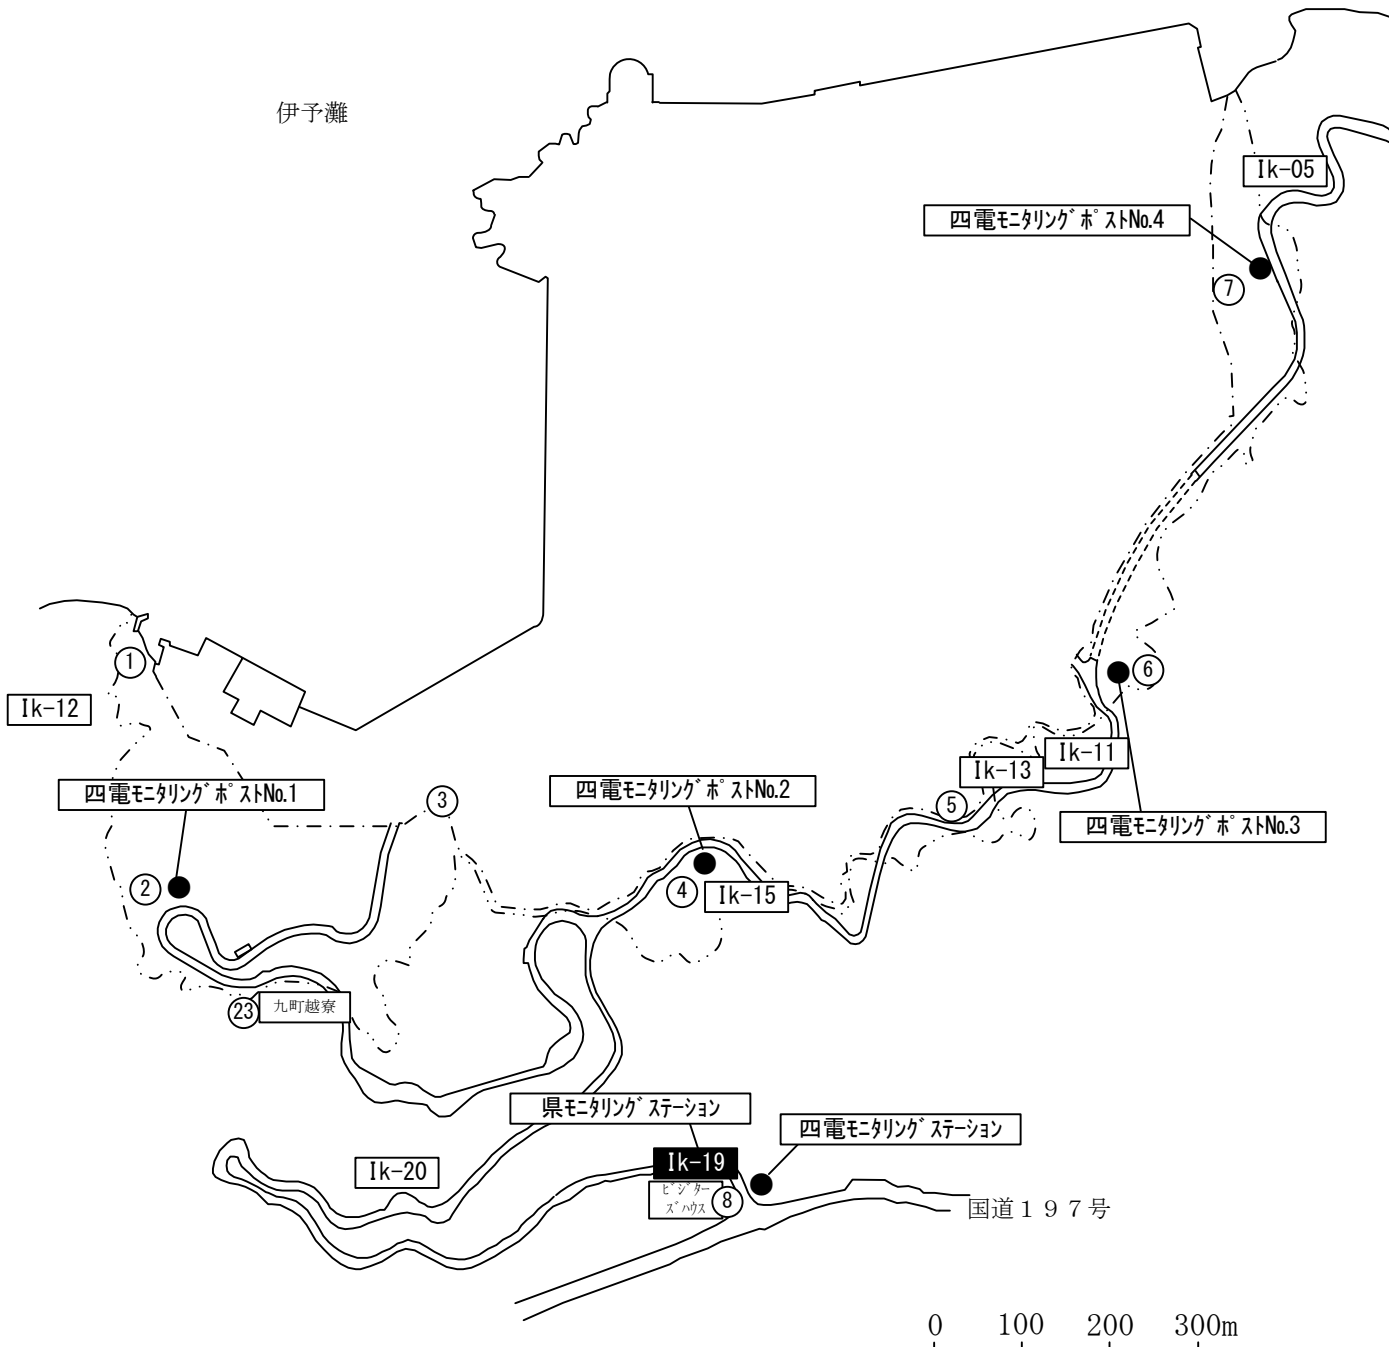 伊予灘
Ik-05
四電ﾓﾆﾀﾘﾝｸﾞﾎﾟｽﾄNo.4
⑦
①
⑥
Ik-12
Ik-11
Ik-13
四電ﾓﾆﾀﾘﾝｸﾞﾎﾟｽﾄNo.1
四電ﾓﾆﾀﾘﾝｸﾞﾎﾟｽﾄNo.2
③
⑤
四電ﾓﾆﾀﾘﾝｸﾞﾎﾟｽﾄNo.3
②
④
Ik-15
㉓
九町越寮
県ﾓﾆﾀﾘﾝｸﾞｽﾃｰｼｮﾝ
四電ﾓﾆﾀﾘﾝｸﾞｽﾃｰｼｮﾝ
Ik-20
Ik-19
ﾋﾞｼﾞﾀｰ
ｽﾞﾊｳｽ
⑧
国道１９７号
0 100 200 300m